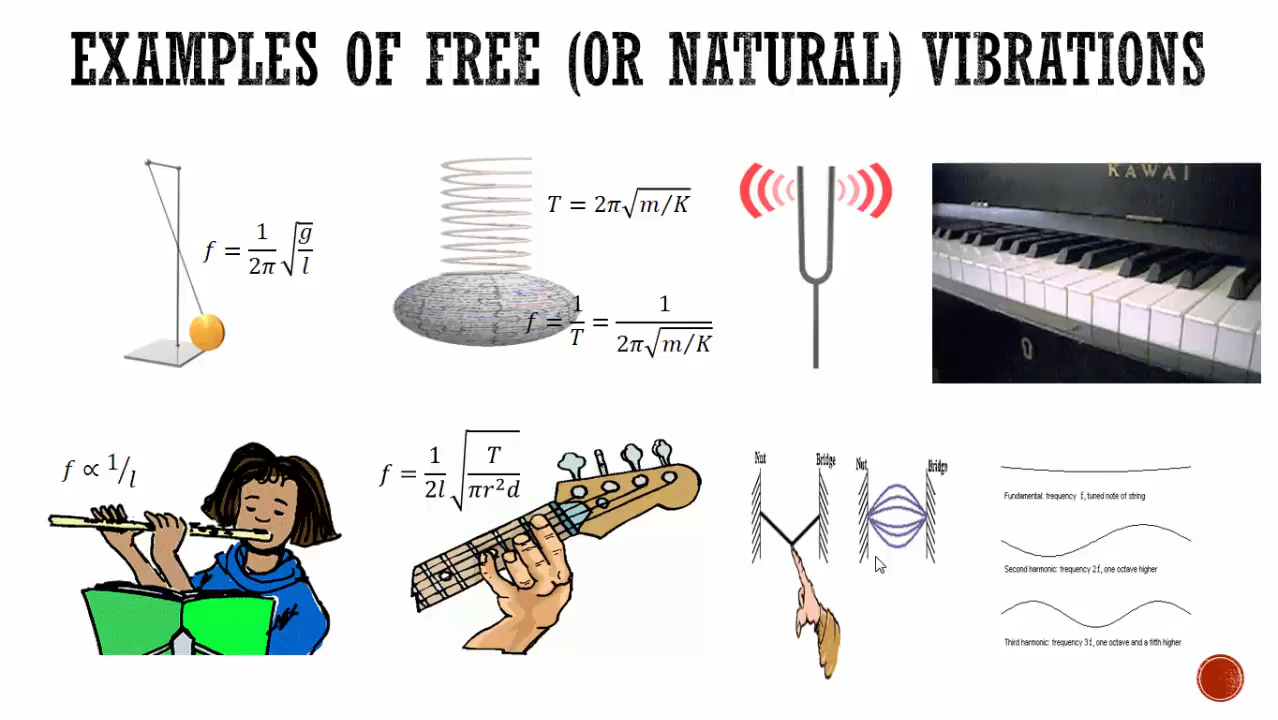 EXAMPLES OF FREE (OR NATURAL) VIBRATIONS
f = 1/2π √g/l
T = 2π√m/K
f = 1/T = 1/2π√m/K
KAWAI
f ∝ 1/l
f = 1/2l √T/πr²d
Nut Bridge Nut Bridge
Fundamental: frequency f, tuned note of string
Second harmonic: frequency 2f, one octave higher
Third harmonic: frequency 3f, one octave and a fifth higher